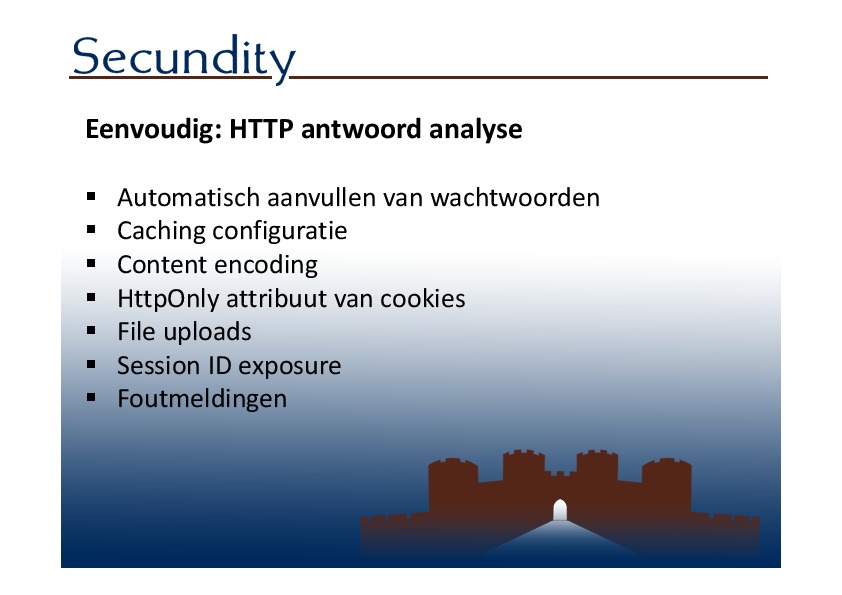 Secundity
Eenvoudig: HTTP antwoord analyse
▪ Automatisch aanvullen van wachtwoorden
▪ Caching configuratie
▪ Content encoding
▪ HttpOnly attribuut van cookies
▪ File uploads
▪ Session ID exposure
▪ Foutmeldingen